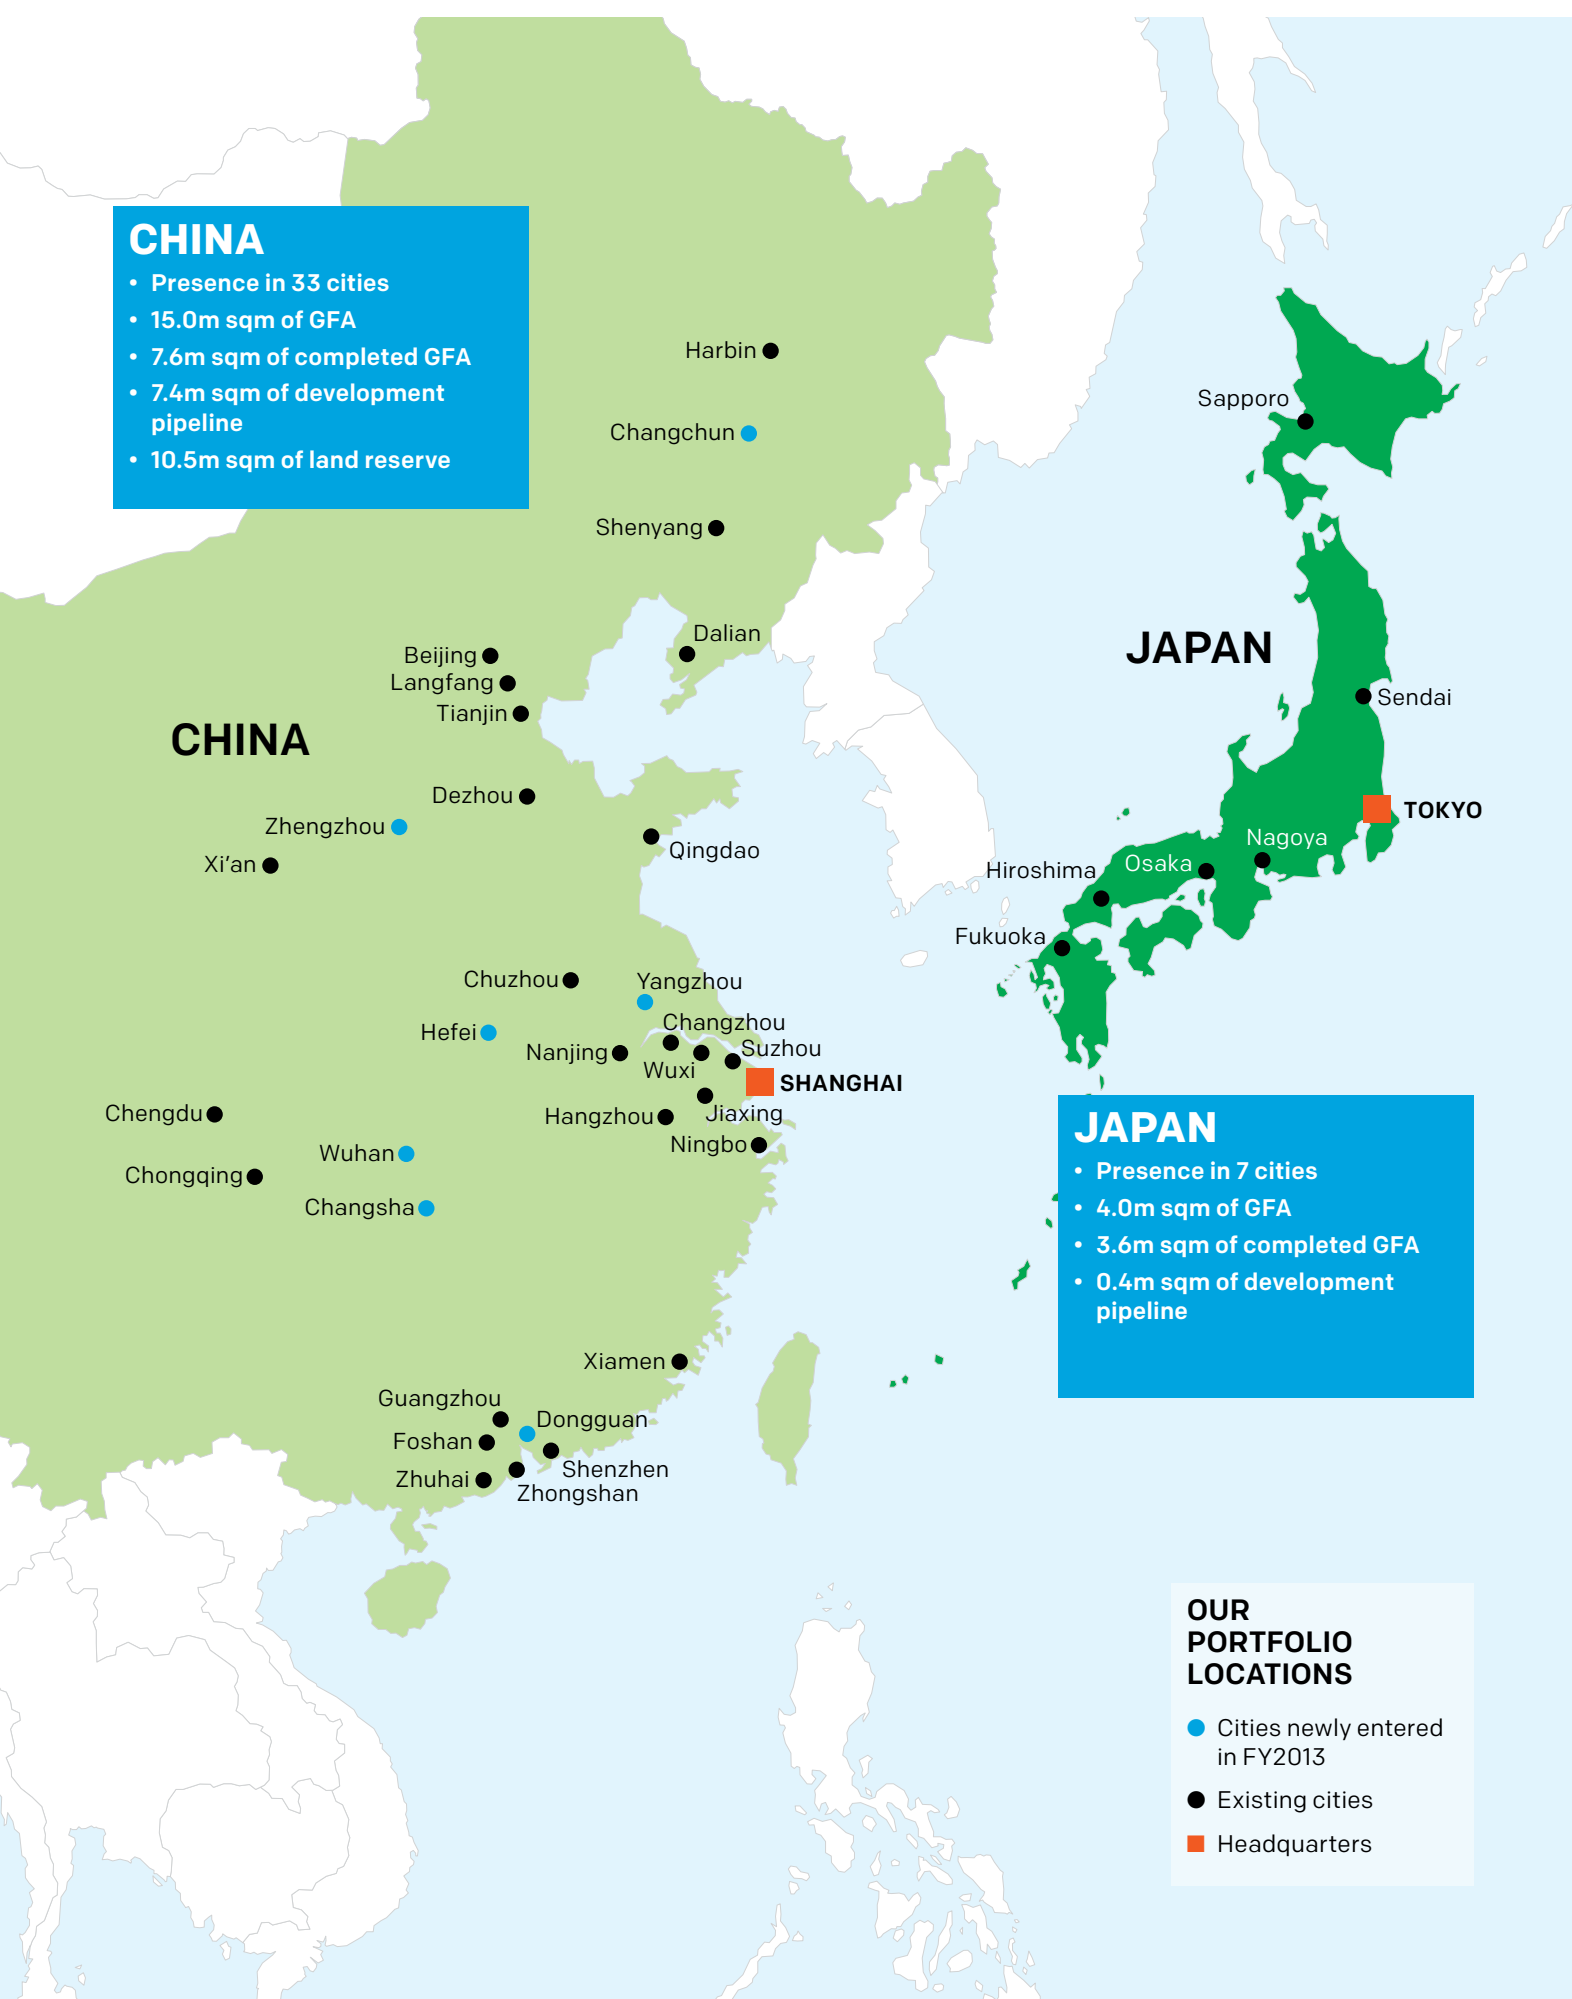 CHINA
• Presence in 33 cities
• 15.0m sqm of GFA
• 7.6m sqm of completed GFA
• 7.4m sqm of development
pipeline
• 10.5m sqm of land reserve
Harbin
Changchun
Shenyang
Dalian
Beijing
Langfang
Tianjin
CHINA
Dezhou
Zhengzhou
Xi’an
Qingdao
Chuzhou
Yangzhou
Hefei
Changzhou
Nanjing
Suzhou
Wuxi
SHANGHAI
Chengdu
Hangzhou
Jiaxing
Ningbo
Wuhan
Chongqing
Changsha
Xiamen
Guangzhou
Dongguan
Foshan
Shenzhen
Zhuhai
Zhongshan
Sapporo
JAPAN
Sendai
TOKYO
Nagoya
Osaka
Hiroshima
Fukuoka
JAPAN
• Presence in 7 cities
• 4.0m sqm of GFA
• 3.6m sqm of completed GFA
• 0.4m sqm of development
pipeline
OUR
PORTFOLIO
LOCATIONS
Cities newly entered
in FY2013
Existing cities
Headquarters